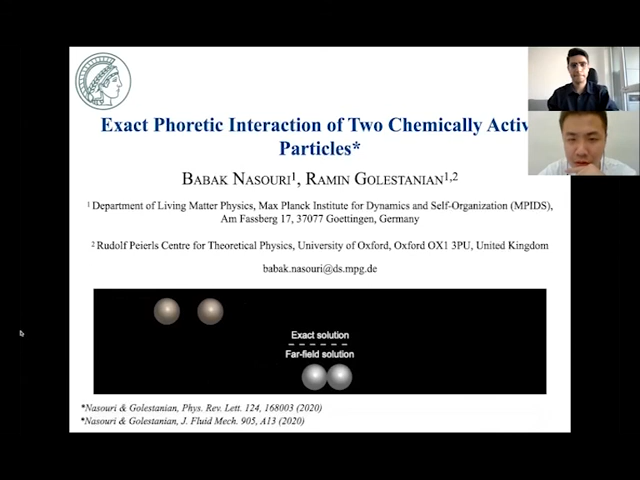 Exact Phoretic Interaction of Two Chemically Activ
Particles*
BABAK NASOURI¹, RAMIN GOLESTANIAN¹,²
¹ Department of Living Matter Physics, Max Planck Institute for Dynamics and Self-Organization (MPIDS),
Am Fassberg 17, 37077 Goettingen, Germany
² Rudolf Peierls Centre for Theoretical Physics, University of Oxford, Oxford OX1 3PU, United Kingdom
babak.nasouri@ds.mpg.de
Exact solution
Far-field solution
*Nasouri & Golestanian, Phys. Rev. Lett. 124, 168003 (2020)
*Nasouri & Golestanian, J. Fluid Mech. 905, A13 (2020)